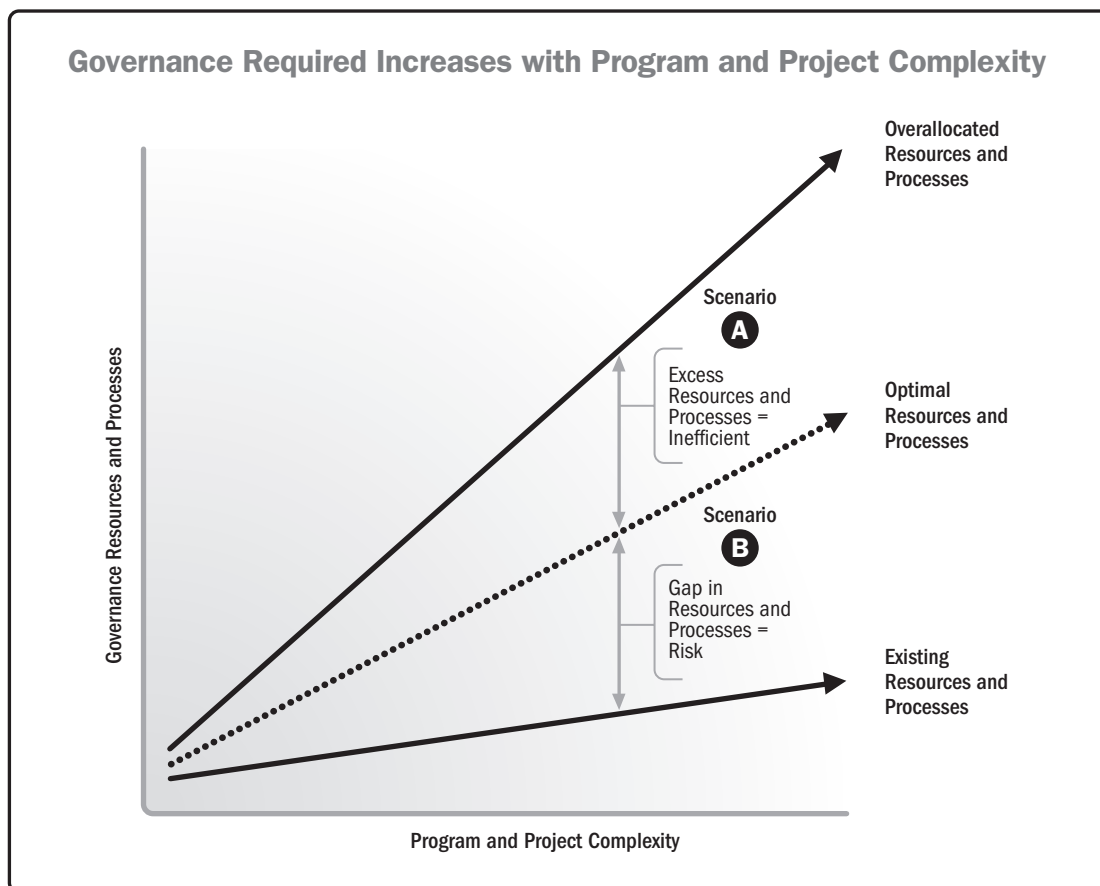 Governance Required Increases with Program and Project Complexity
Overallocated
Resources and
Processes
Scenario
A
Excess
Resources and
Processes =
Inefficient
Optimal
Resources and
Processes
Scenario
B
Gap in
Resources and
Processes =
Risk
Existing
Resources and
Processes
Governance Resources and Processes
Program and Project Complexity